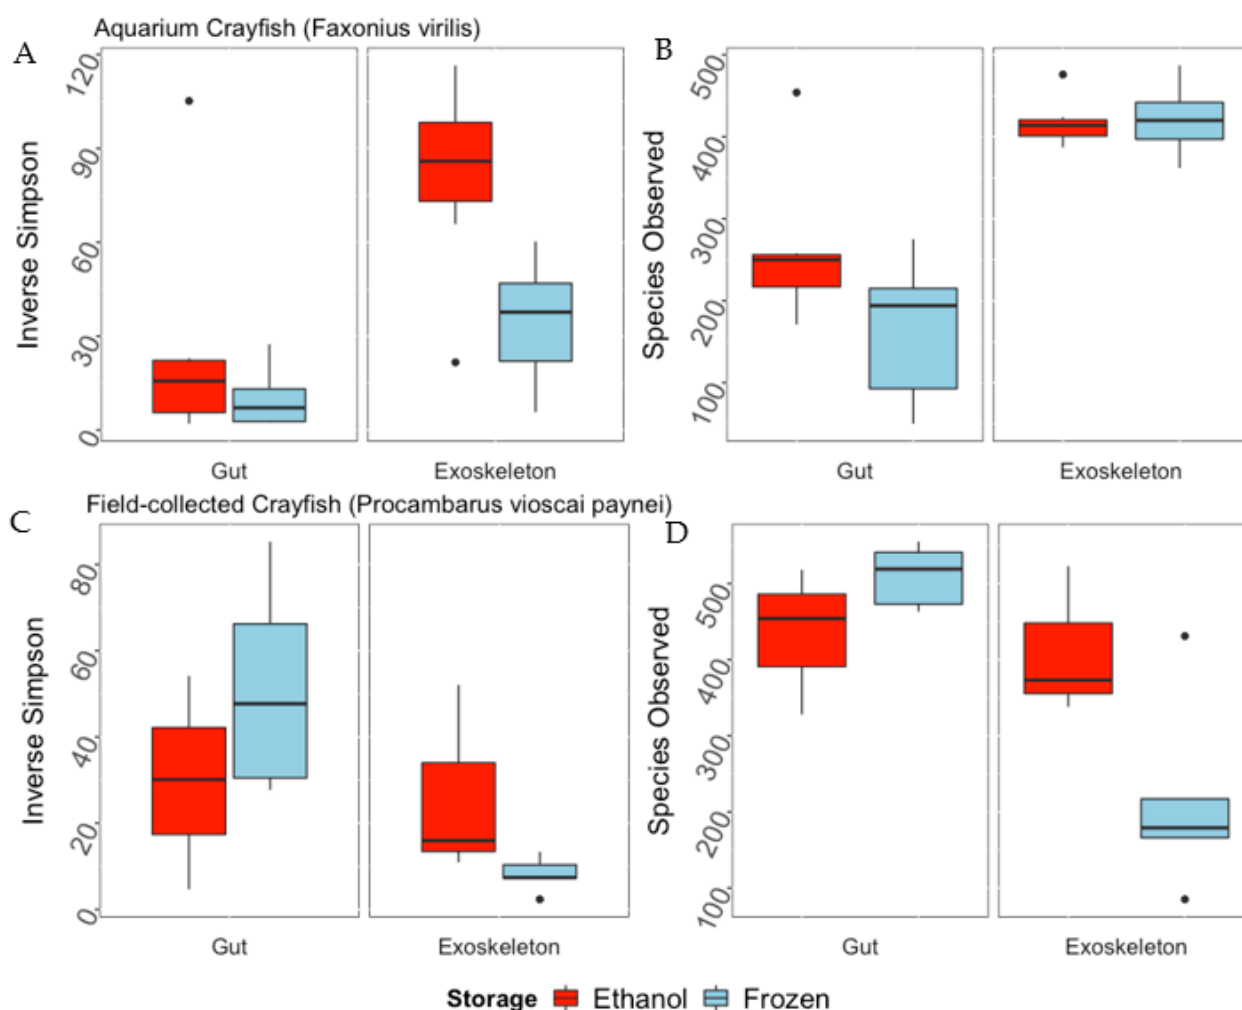 Aquarium Crayfish (Faxonius virilis)
A
B
Inverse Simpson
120
90
60
30
0
Gut
Exoskeleton
Species Observed
500
400
300
200
100
Gut
Exoskeleton
Field-collected Crayfish (Procambarus vioscai paynei)
C
D
Inverse Simpson
80
60
40
20
0
Gut
Exoskeleton
Species Observed
500
400
300
200
100
Gut
Exoskeleton
Storage Ethanol Frozen